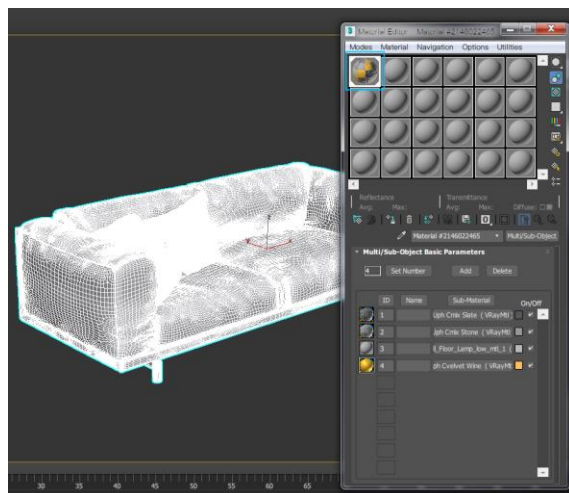 Material Editor - Material #2146022465
Modes Material Navigation Options Utilities
Reflectance
Avg: Max:
Transmittance
Avg: Max: Diffuse:
Material #2146022465 Multi/Sub-Object
Multi/Sub-Object Basic Parameters
4 Set Number Add Delete
ID Name Sub-Material On/Off
1 Uph Cmix Slate ( VRayMtl
2 Uph Cmix Stone ( VRayMt
3 l_Floor_Lamp_low_mtl_1 (
4 ph Cvelvet Wine ( VRayMt
30 35 40 45 50 55 60 65